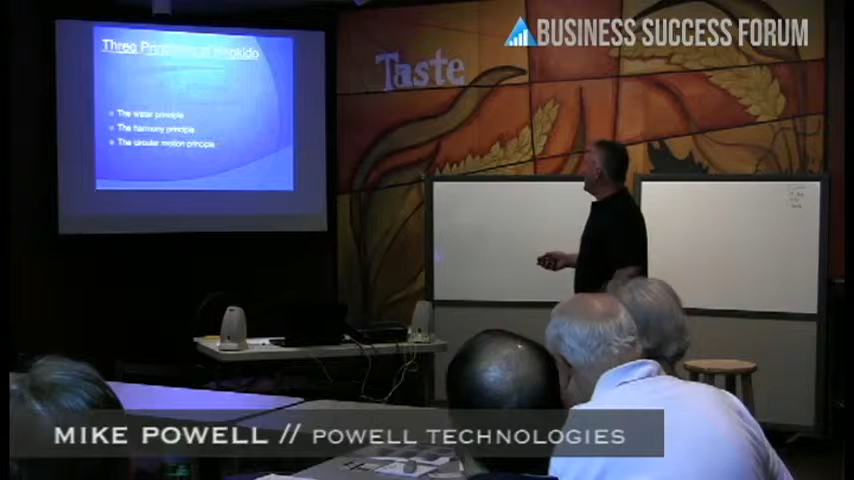 BUSINESS SUCCESS FORUM
Taste
Three Principles of Hapkido
The water principle
The harmony principle
The circular motion principle
MIKE POWELL // POWELL TECHNOLOGIES